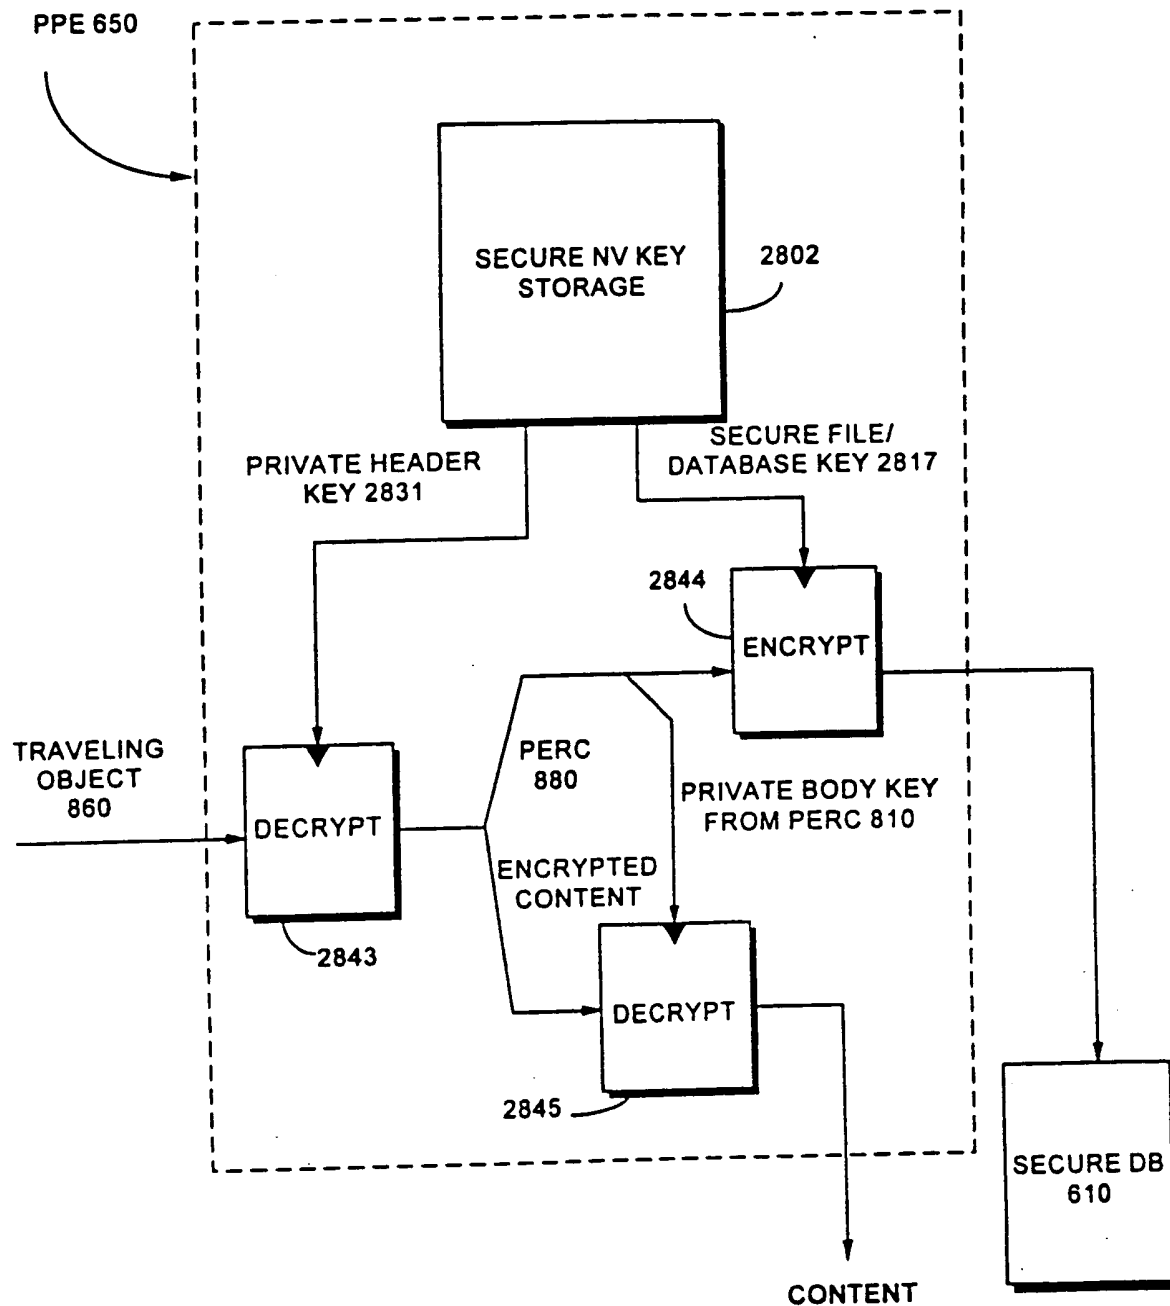 PPE 650
SECURE NV KEY
STORAGE
2802
PRIVATE HEADER
KEY 2831
SECURE FILE/
DATABASE KEY 2817
2844
ENCRYPT
TRAVELING
OBJECT
860
DECRYPT
PERC
880
PRIVATE BODY KEY
FROM PERC 810
ENCRYPTED
CONTENT
2843
DECRYPT
2845
SECURE DB
610
CONTENT